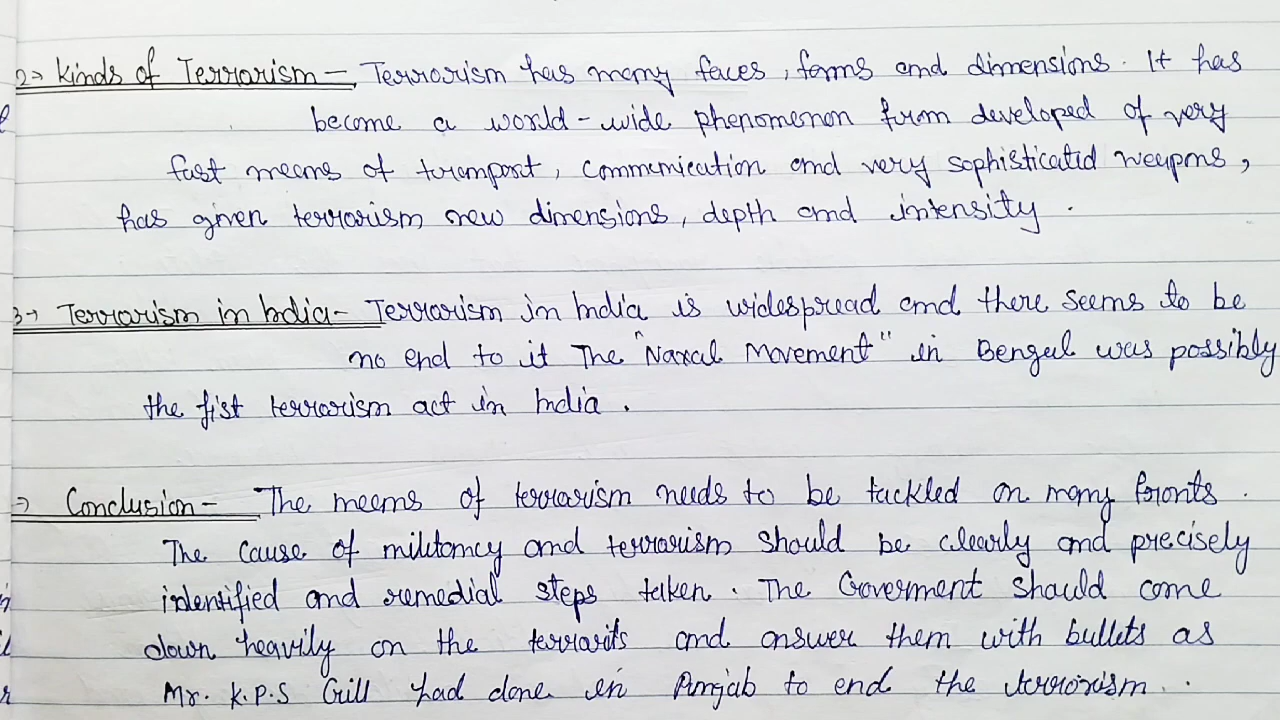 2→ Kinds of Terrorism - Terrorism has many faces, forms and dimensions. It has
become a world-wide phenomenon from developed of very
fast means of transport, communication and very sophisticated weapons,
has given terrorism new dimensions, depth and intensity.
3→ Terrorism in India - Terrorism in India is widespread and there seems to be
no end to it The "Naxal Movement" in Bengal was possibly
the fist terrorism act in India.
→ Conclusion - The means of terrorism needs to be tackled on many fronts.
The cause of militancy and terrorism should be clearly and precisely
identified and remedial steps taken. The Goverment should come
down heavily on the terrorits and answer them with bullets as
Mr. K.P.S Gill had done in Punjab to end the terrorism..